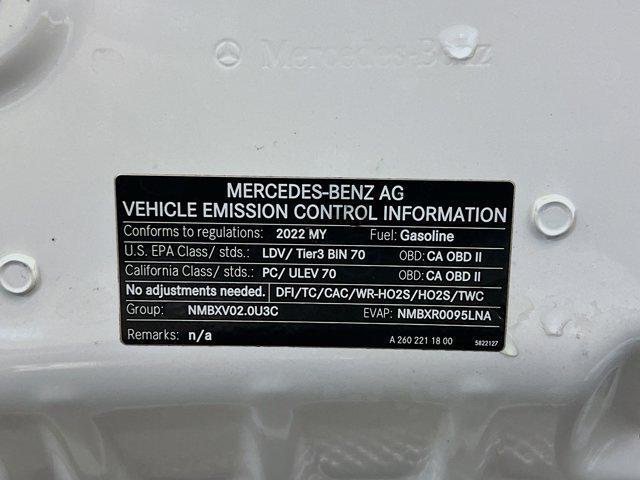 Mercedes-Benz
MERCEDES-BENZ AG
VEHICLE EMISSION CONTROL INFORMATION
Conforms to regulations: 2022 MY Fuel: Gasoline
U.S. EPA Class/ stds.: LDV/ Tier3 BIN 70 OBD: CA OBD II
California Class/ stds.: PC/ ULEV 70 OBD: CA OBD II
No adjustments needed. DFI/TC/CAC/WR-HO2S/HO2S/TWC
Group: NMBXV02.0U3C EVAP: NMBXR0095LNA
Remarks: n/a A 260 221 18 00 5822127